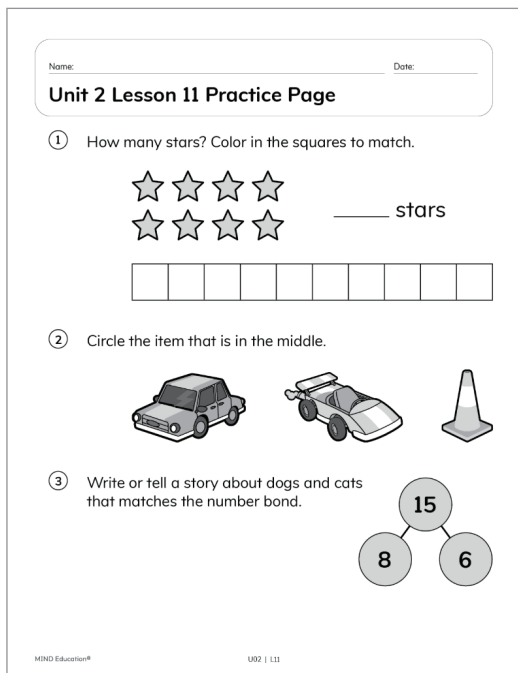 Name:
Date:
Unit 2 Lesson 11 Practice Page
1 How many stars? Color in the squares to match.
_____ stars
2 Circle the item that is in the middle.
3 Write or tell a story about dogs and cats
that matches the number bond.
15
8 6
MIND Education® U02 | L11